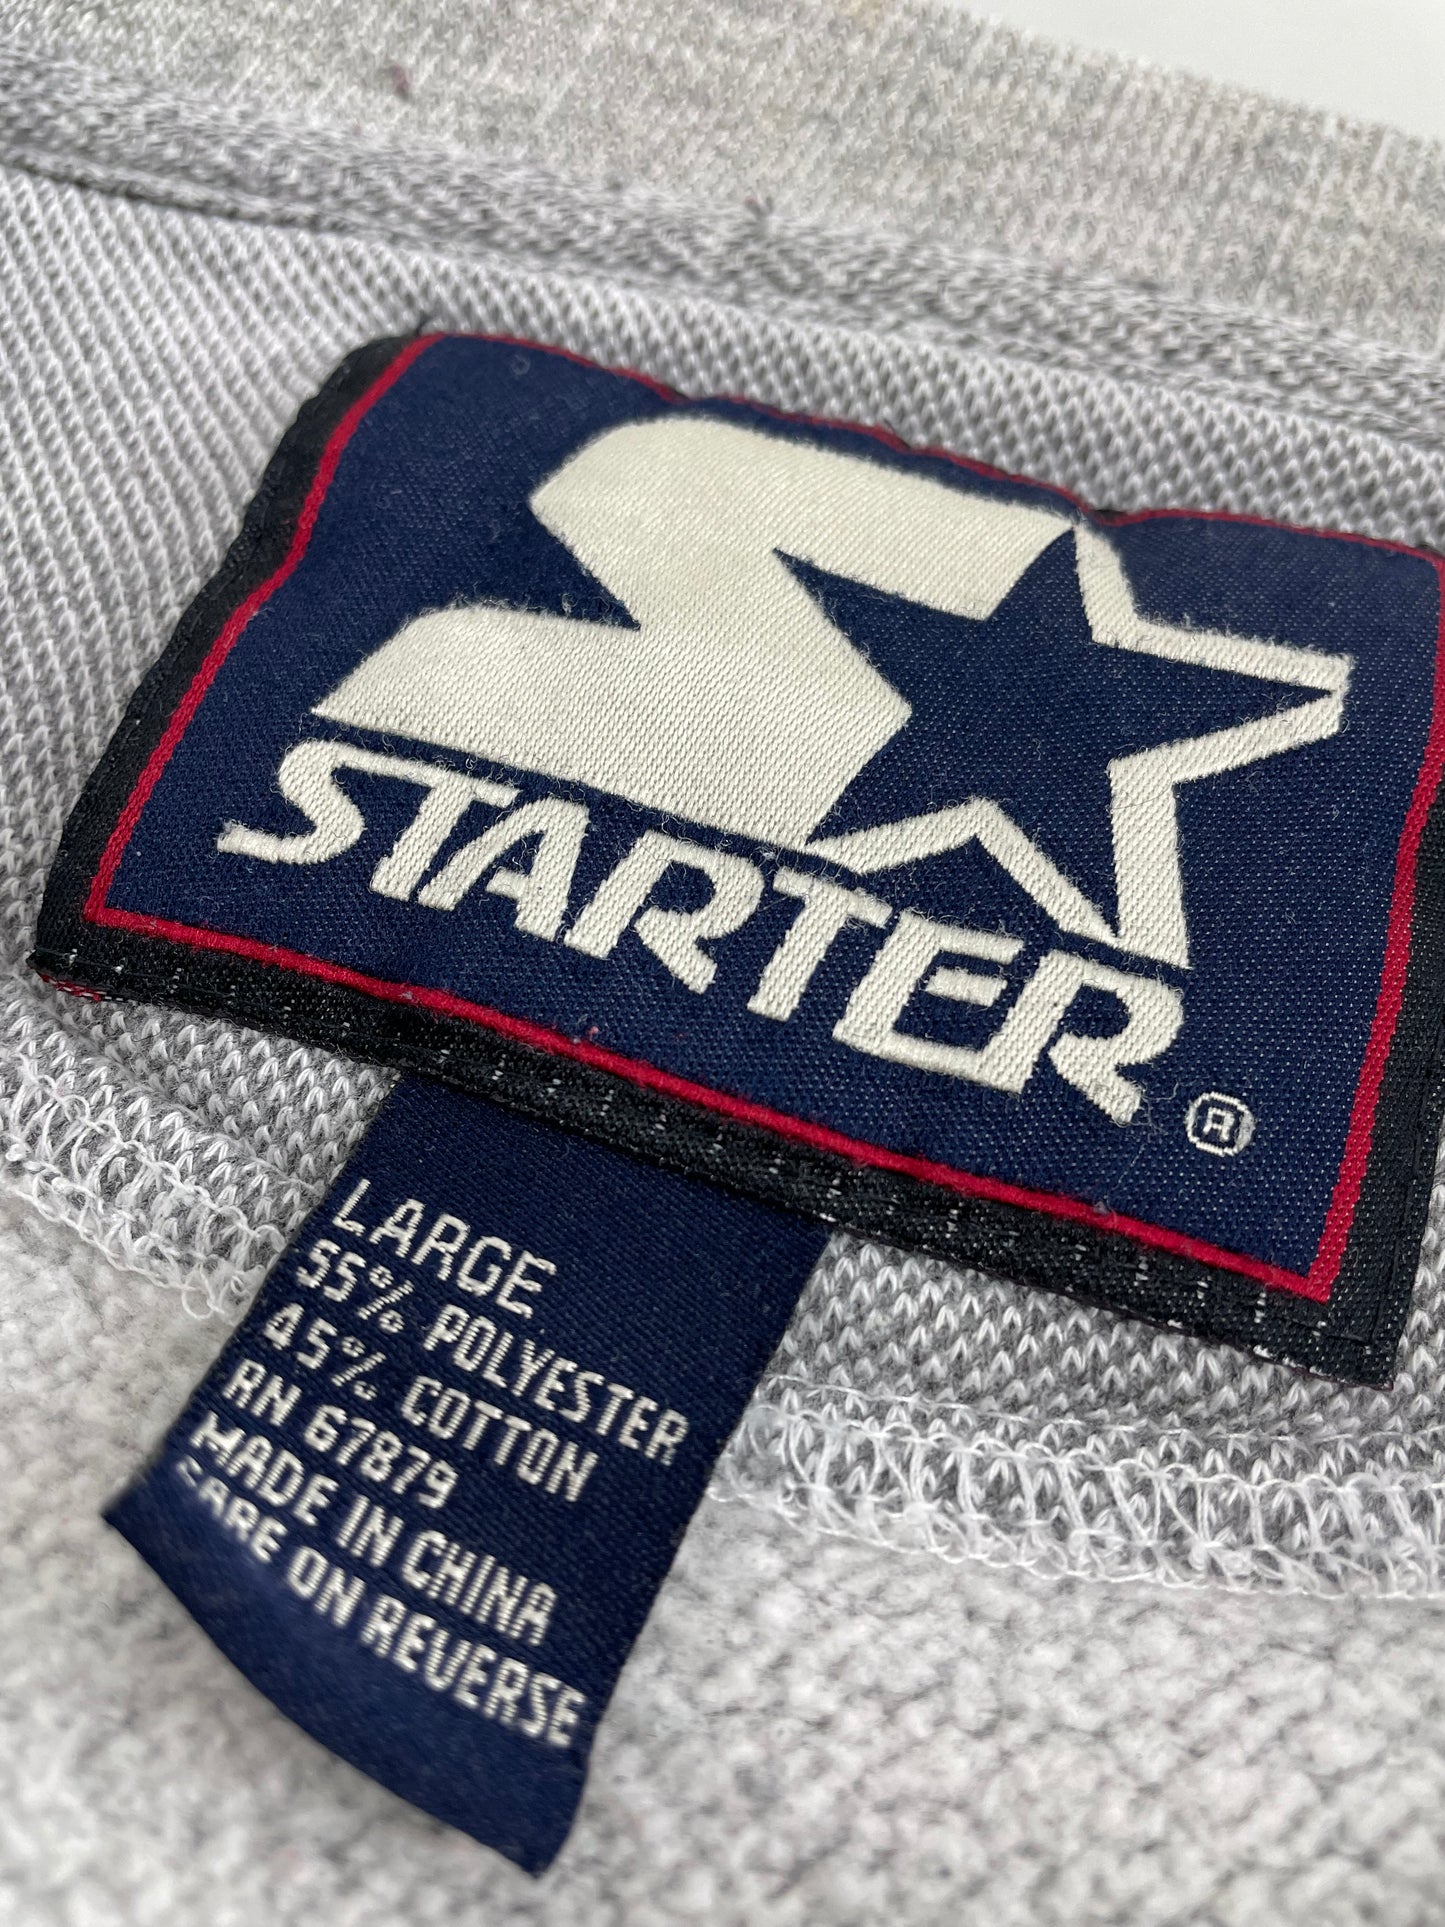 STARTER®
LARGE
55% POLYESTER
45% COTTON
RN 67879
MADE IN CHINA
CARE ON REVERSE